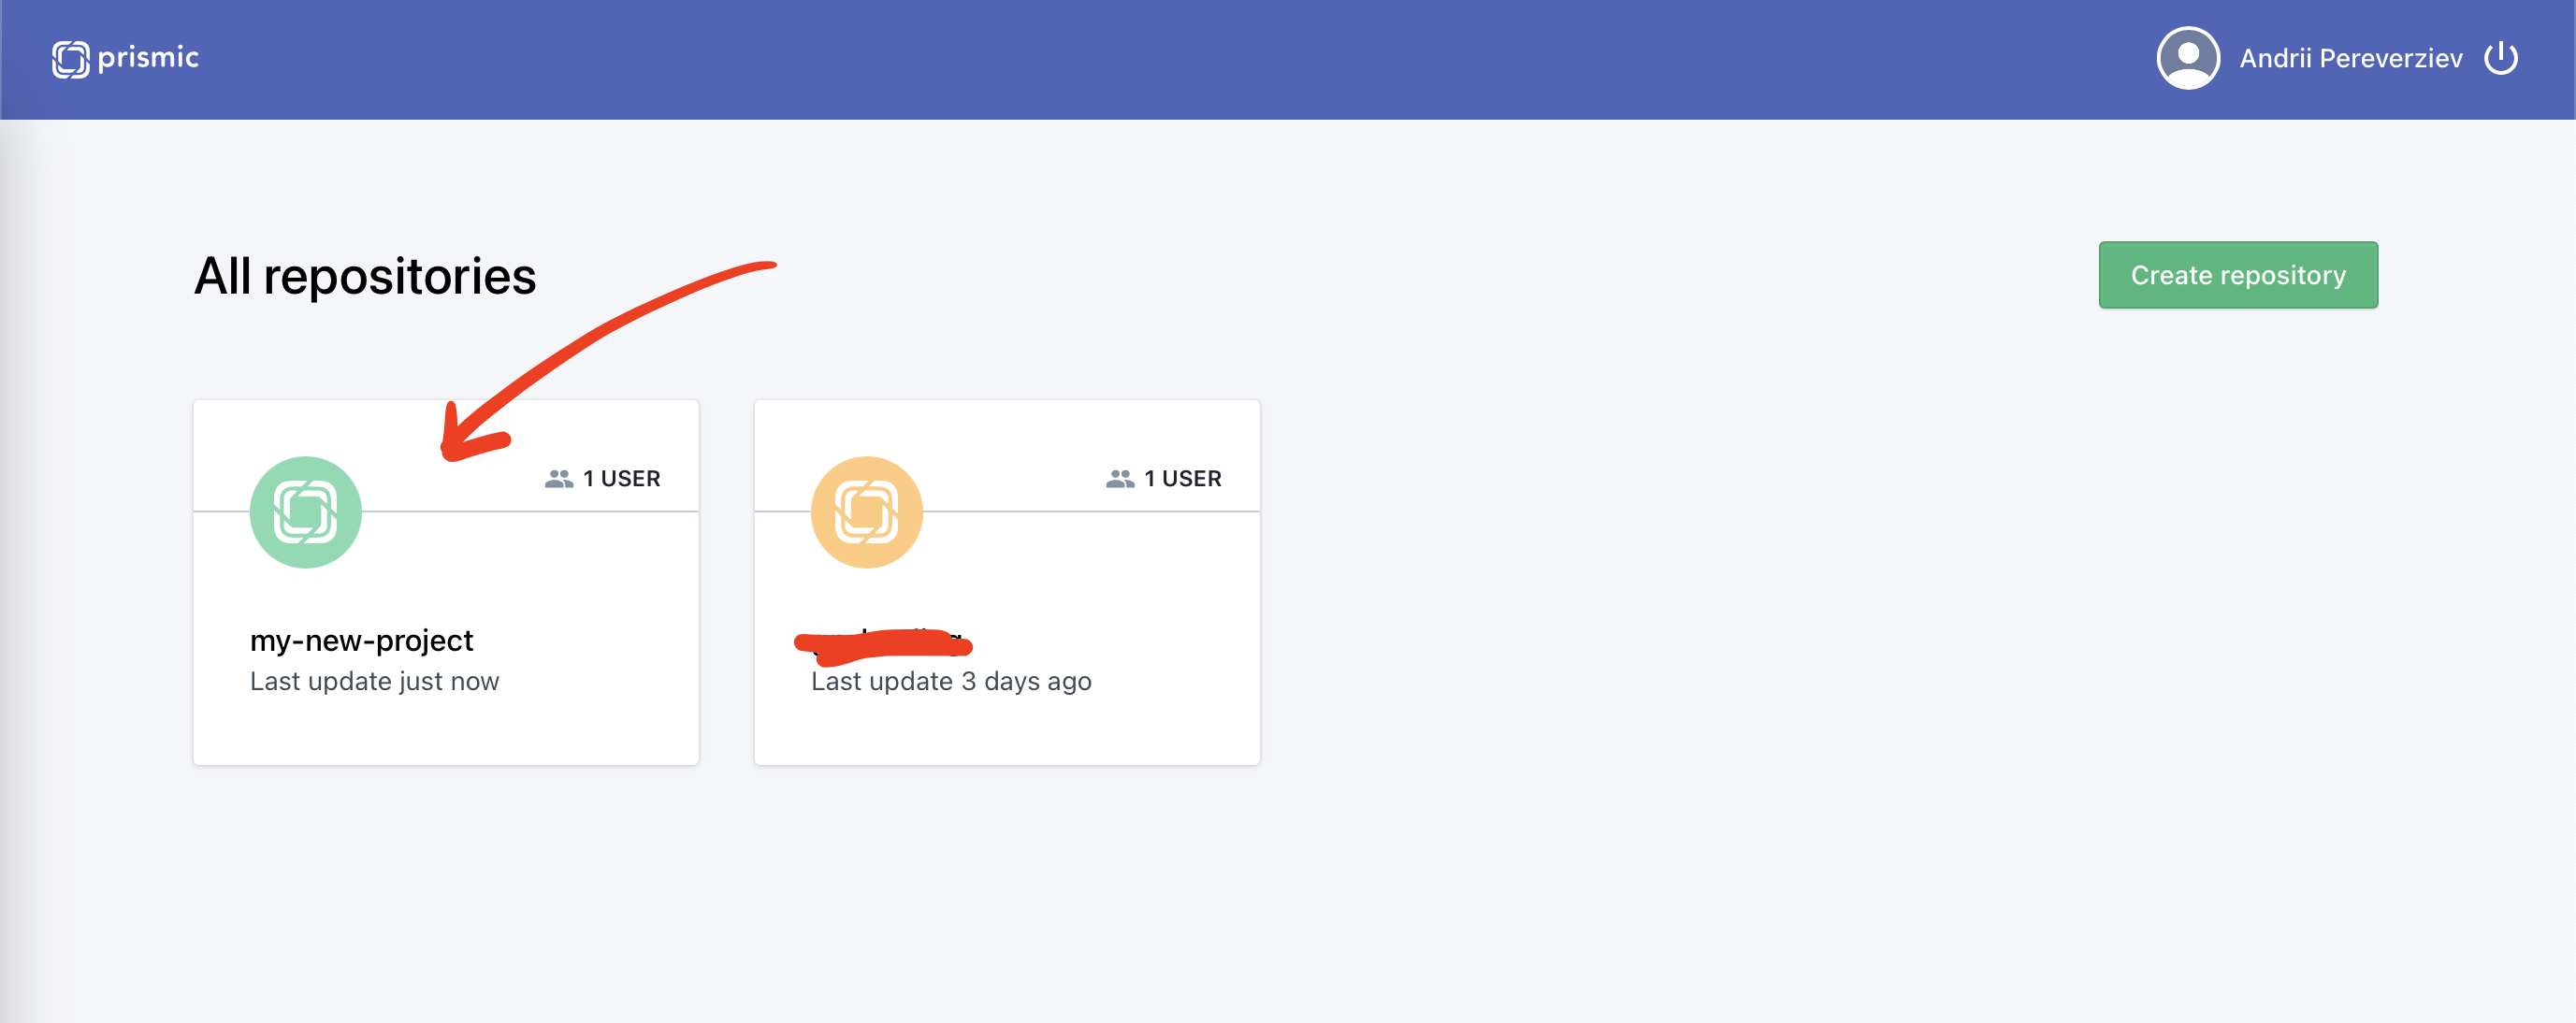 prismic
Andrii Pereverziev
All repositories
Create repository
1 USER
my-new-project
Last update just now
1 USER
Last update 3 days ago